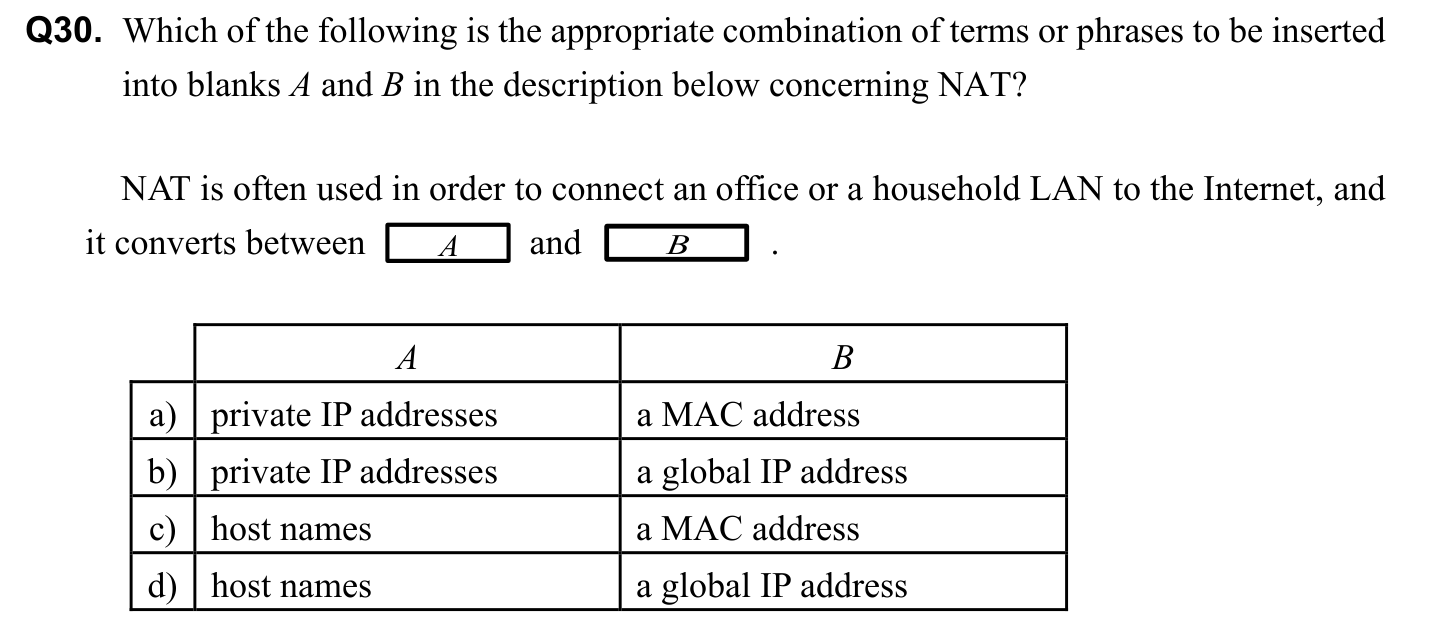 Q30. Which of the following is the appropriate combination of terms or phrases to be inserted
into blanks A and B in the description below concerning NAT?
NAT is often used in order to connect an office or a household LAN to the Internet, and
it converts between A and B .
A B
a) private IP addresses a MAC address
b) private IP addresses a global IP address
c) host names a MAC address
d) host names a global IP address